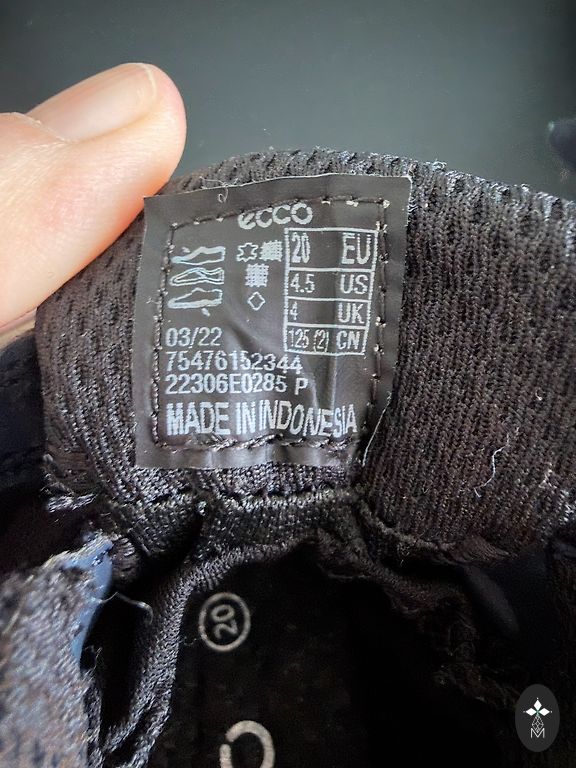 ecco
20 EU
4.5 US
4 UK
125 (2) CN
03/22
75476152344
22306E0285 P
MADE IN INDONESIA
20
M